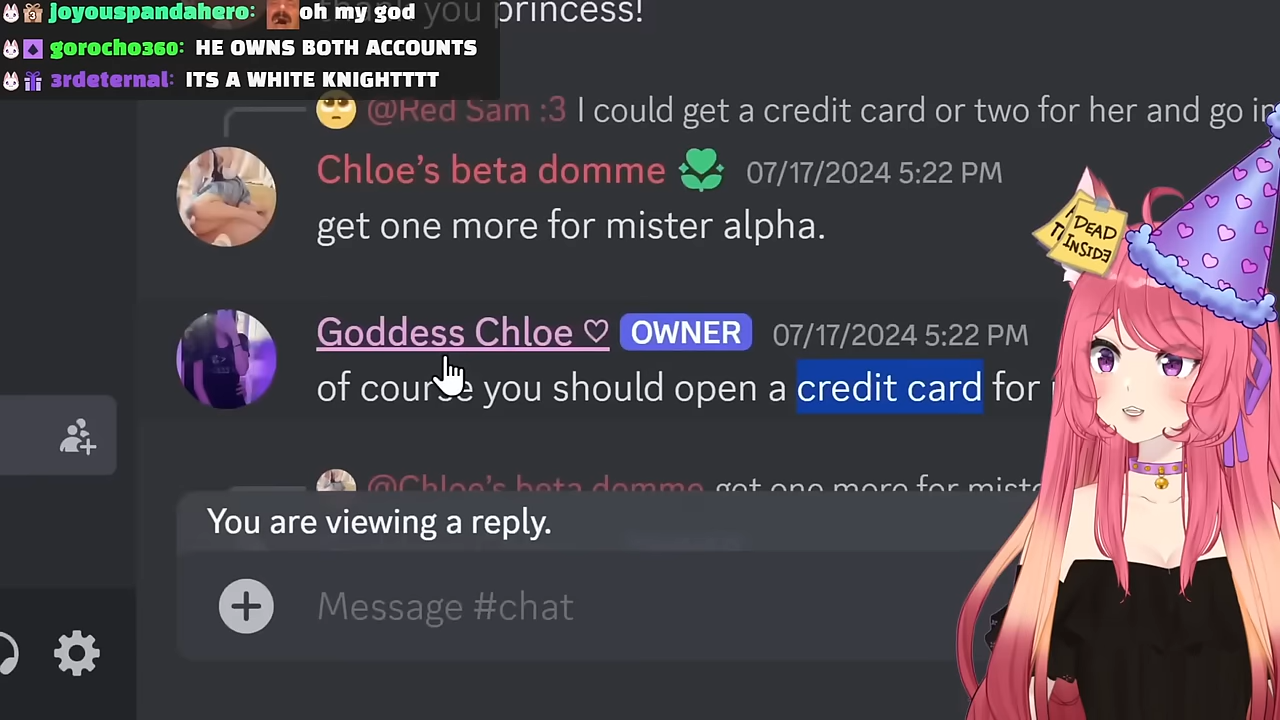 thank you princess!
joyouspandahero: oh my god
gorocho360: HE OWNS BOTH ACCOUNTS
3rdeternal: ITS A WHITE KNIGHTTTT
@Red Sam :3 I could get a credit card or two for her and go in
Chloe's beta domme 07/17/2024 5:22 PM
get one more for mister alpha.
DEAD INSIDE
Goddess Chloe ♡ OWNER 07/17/2024 5:22 PM
of course you should open a credit card for
@Chloe's beta domme get one more for miste
You are viewing a reply.
Message #chat